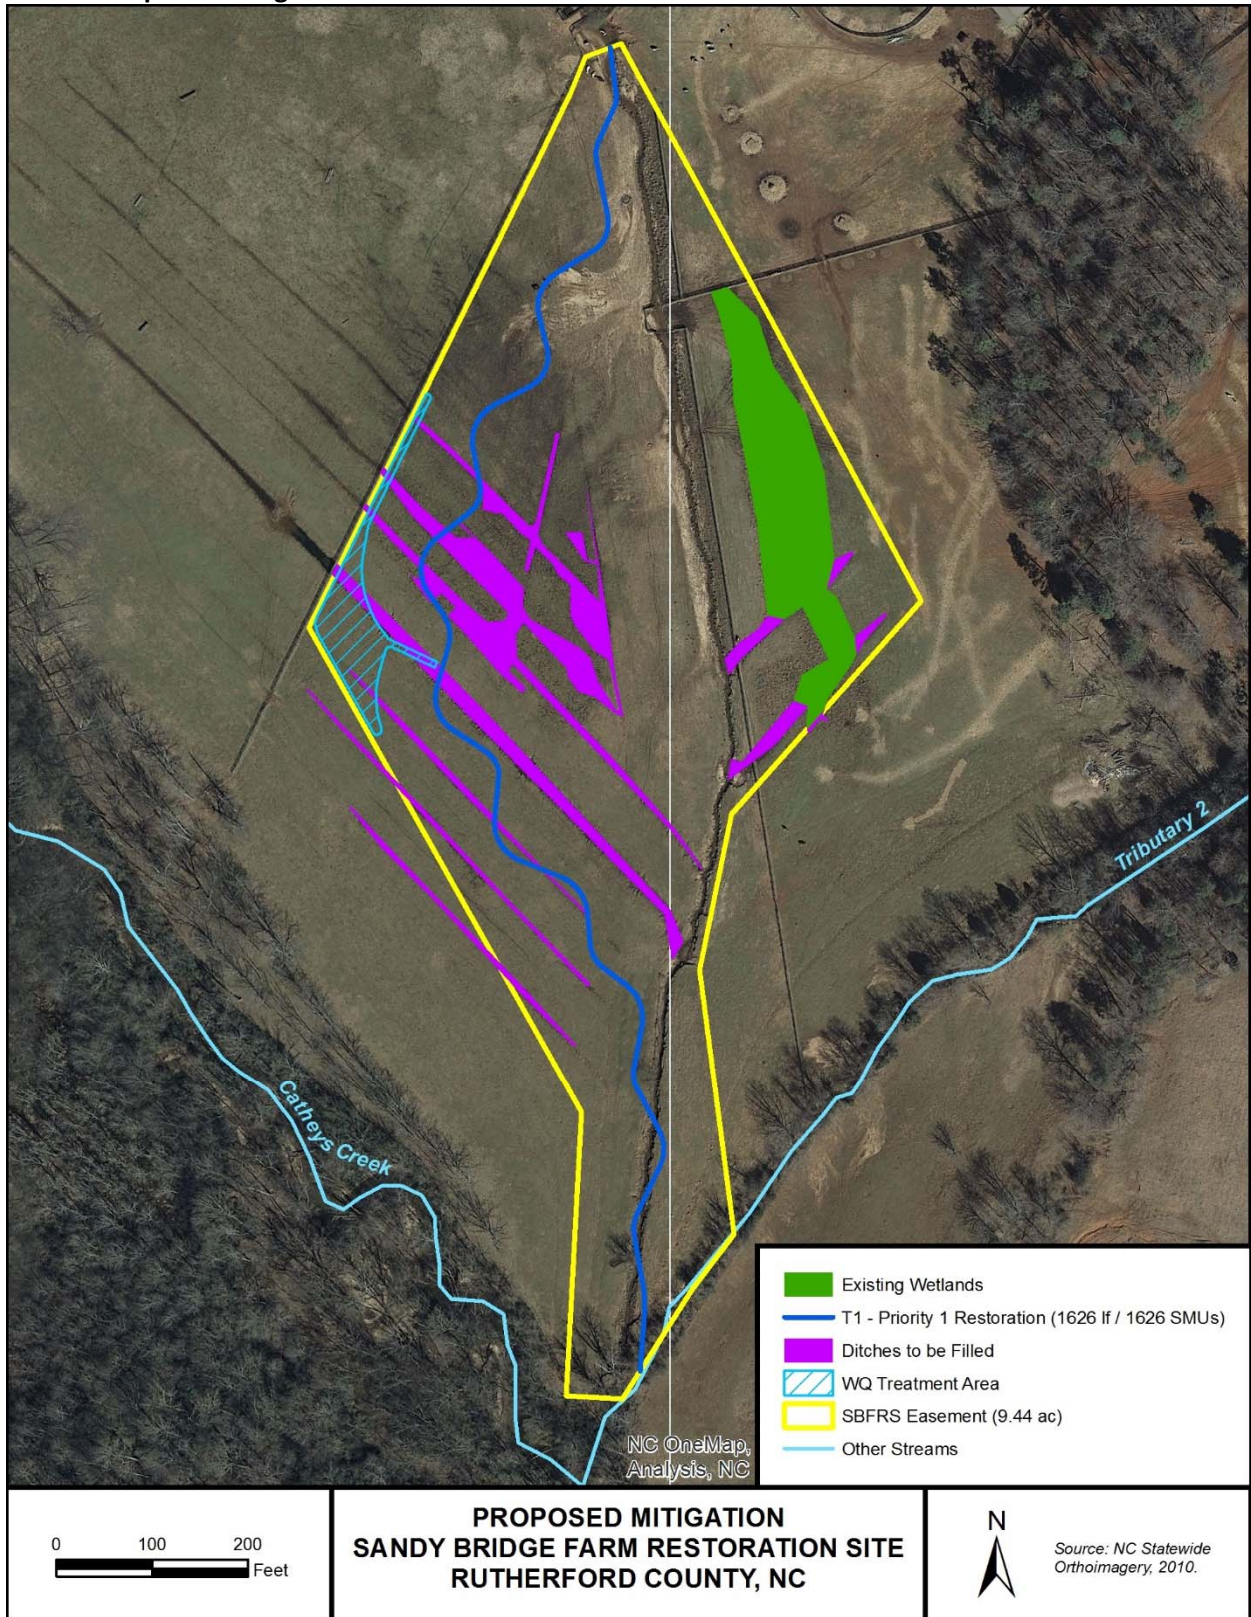 Tributary 2
Catheys Creek
Existing Wetlands
T1 - Priority 1 Restoration (1626 lf / 1626 SMUs)
Ditches to be Filled
WQ Treatment Area
SBFRS Easement (9.44 ac)
Other Streams
NC OneMap,
Analysis, NC
0 100 200
Feet
PROPOSED MITIGATION
SANDY BRIDGE FARM RESTORATION SITE
RUTHERFORD COUNTY, NC
N
Source: NC Statewide
Orthoimagery, 2010.